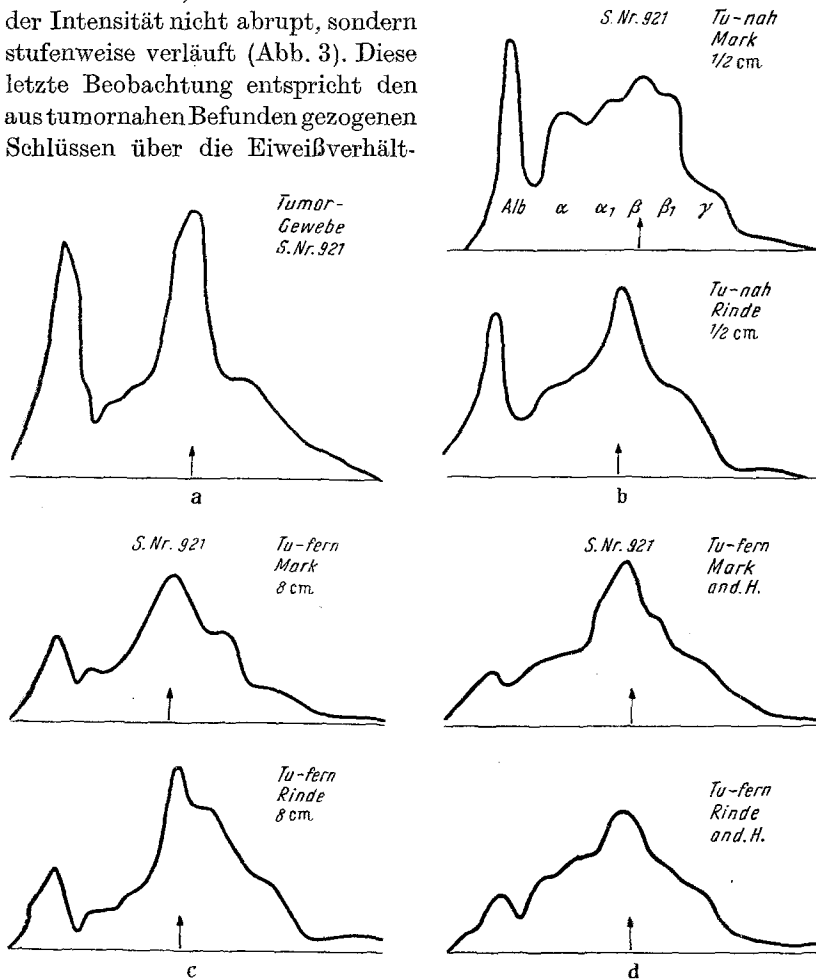 der Intensität nicht abrupt, sondern
stufenweise verläuft (Abb. 3). Diese
letzte Beobachtung entspricht den
aus tumornahen Befunden gezogenen
Schlüssen über die Eiweißverhält-
Tumor-
Gewebe
S.Nr. 921
a
S.Nr. 921
Tu-nah
Mark
1/2 cm
Alb α α1 β β1 γ
Tu-nah
Rinde
1/2 cm
b
S.Nr. 921
Tu-fern
Mark
8 cm
Tu-fern
Rinde
8 cm
c
S.Nr. 921
Tu-fern
Mark
and. H.
Tu-fern
Rinde
and. H.
d